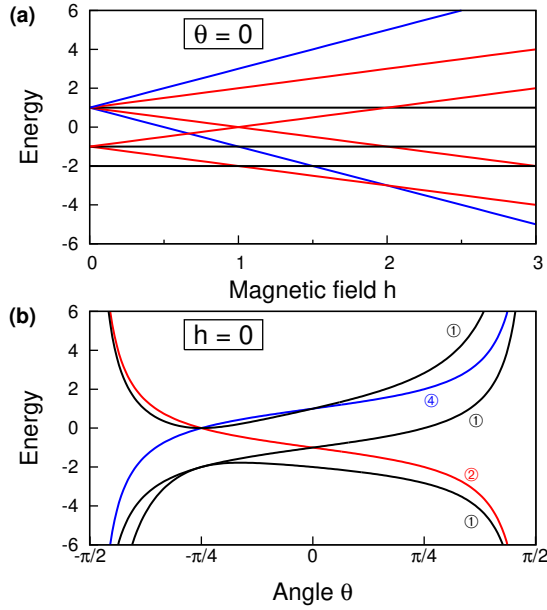 (a)
θ = 0
Energy
6
4
2
0
-2
-4
-6
0
1
2
3
Magnetic field h
(b)
h = 0
Energy
6
4
2
0
-2
-4
-6
①
④
①
②
①
-π/2
-π/4
0
π/4
π/2
Angle θ